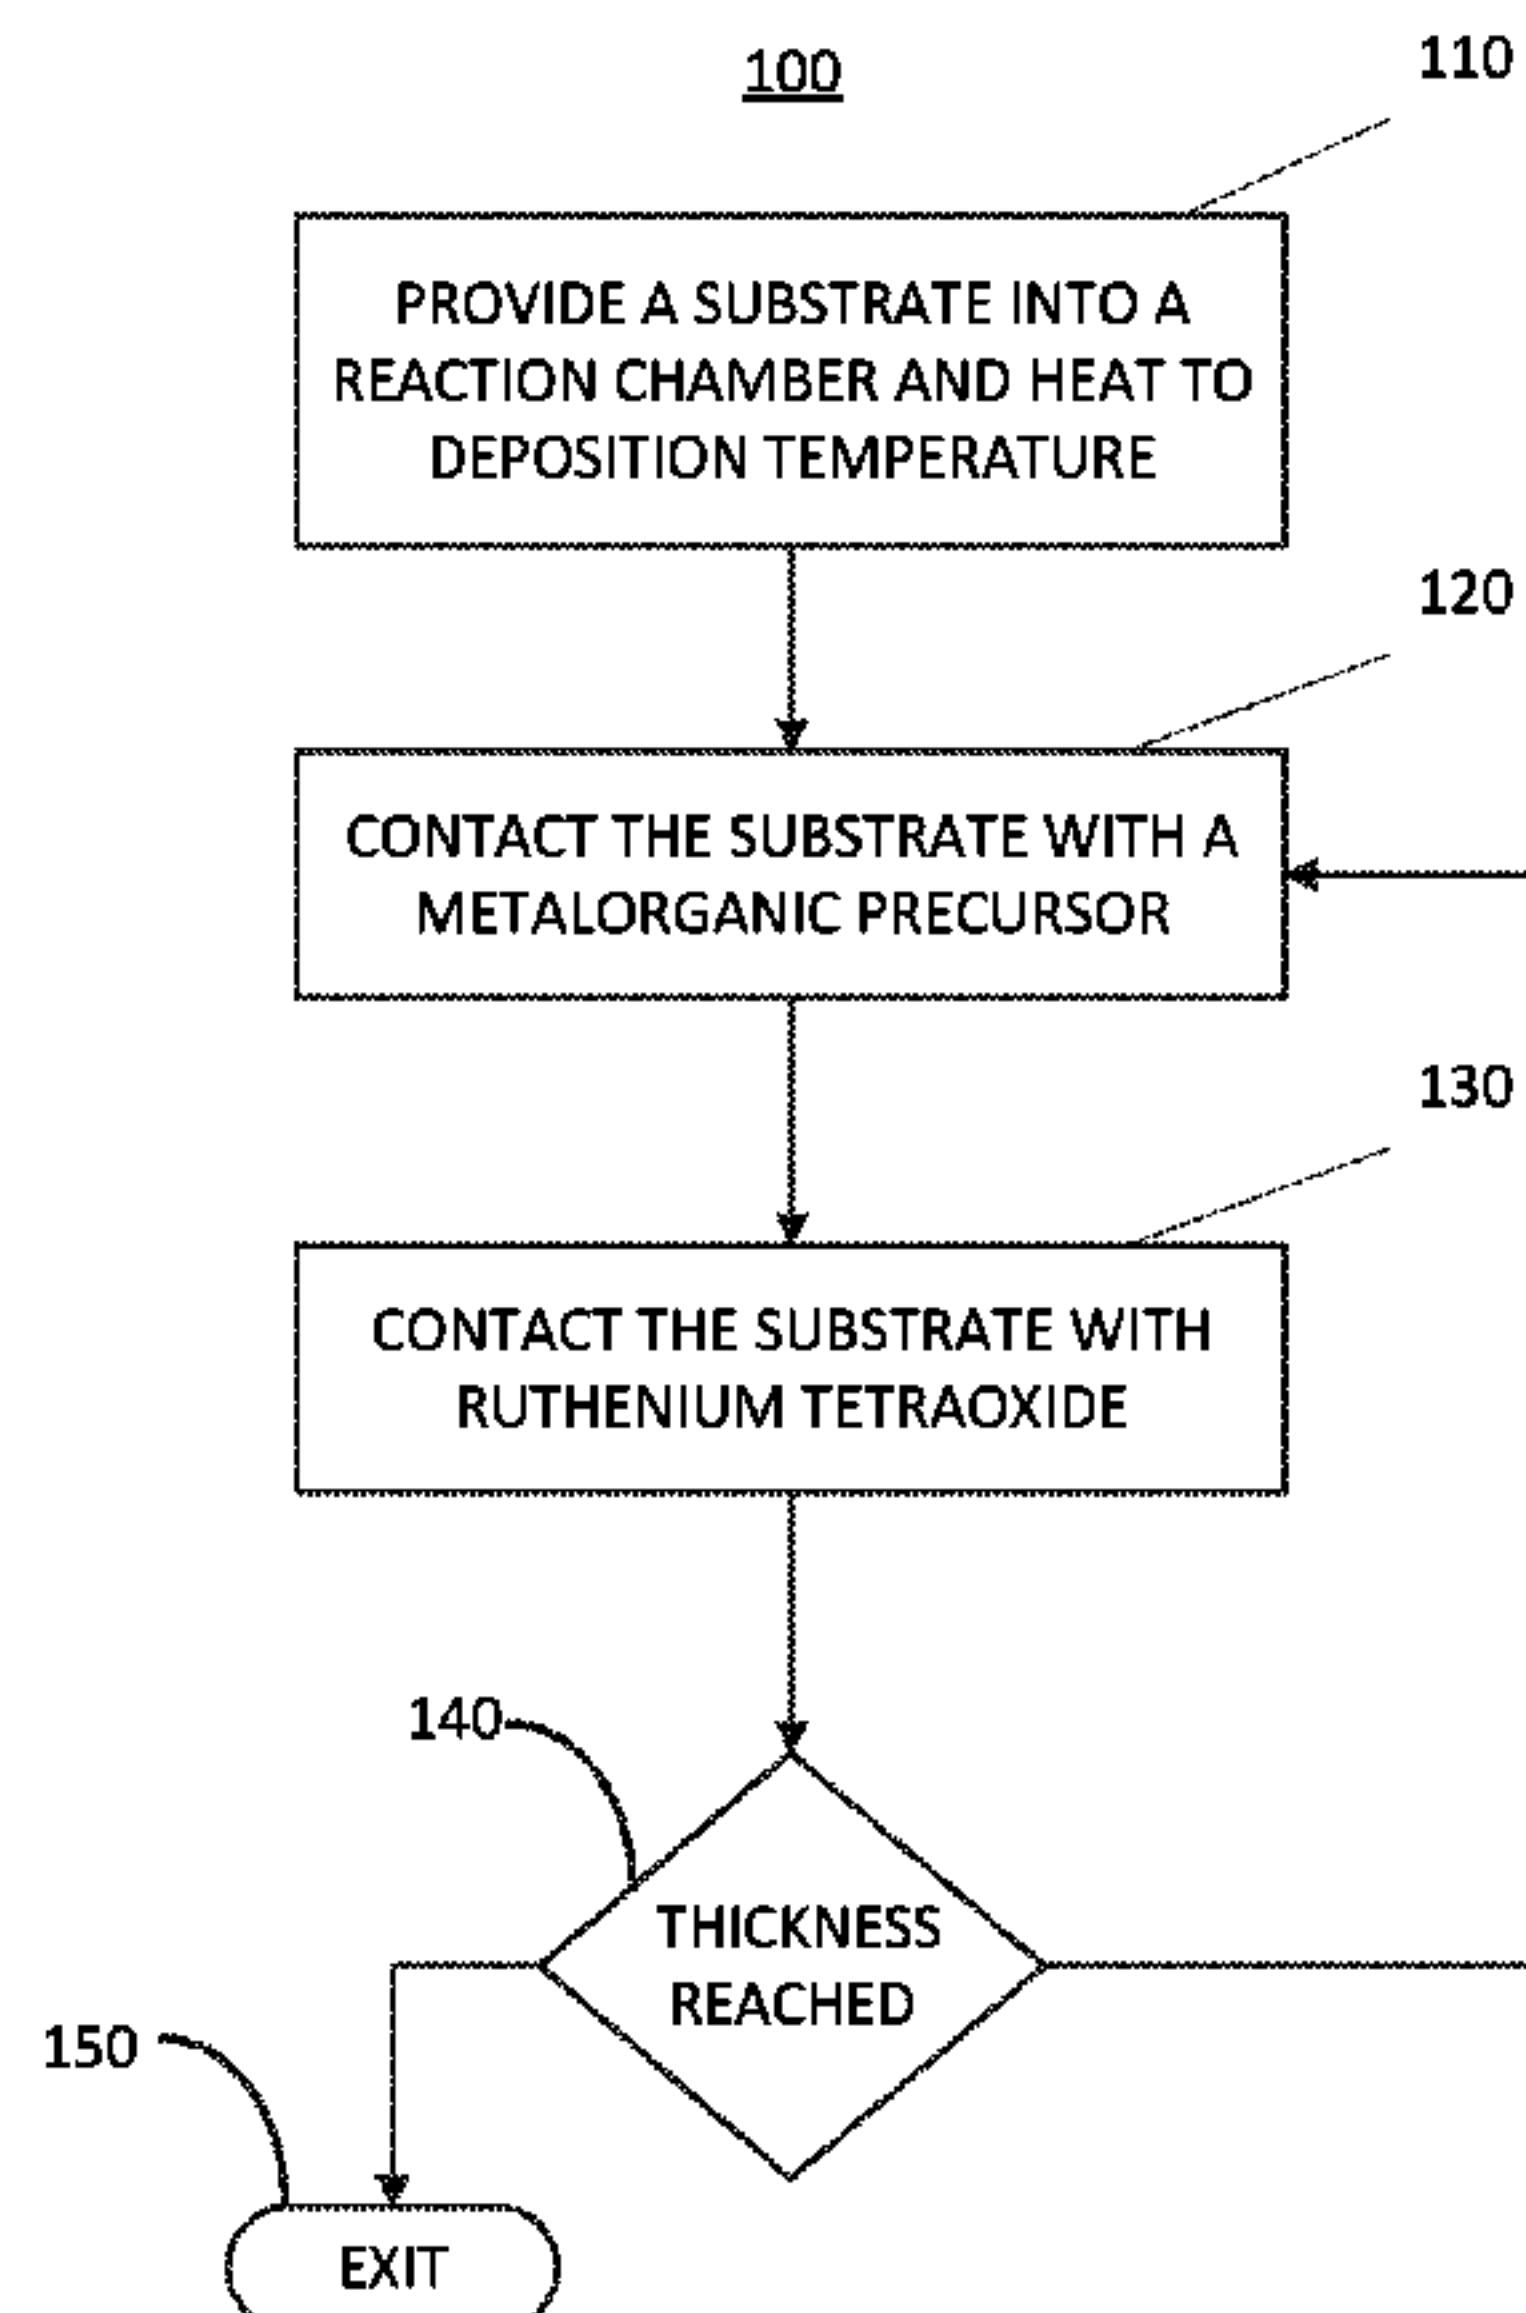 100
110
PROVIDE A SUBSTRATE INTO A
REACTION CHAMBER AND HEAT TO
DEPOSITION TEMPERATURE
120
CONTACT THE SUBSTRATE WITH A
METALORGANIC PRECURSOR
130
CONTACT THE SUBSTRATE WITH
RUTHENIUM TETRAOXIDE
140
THICKNESS
REACHED
150
EXIT